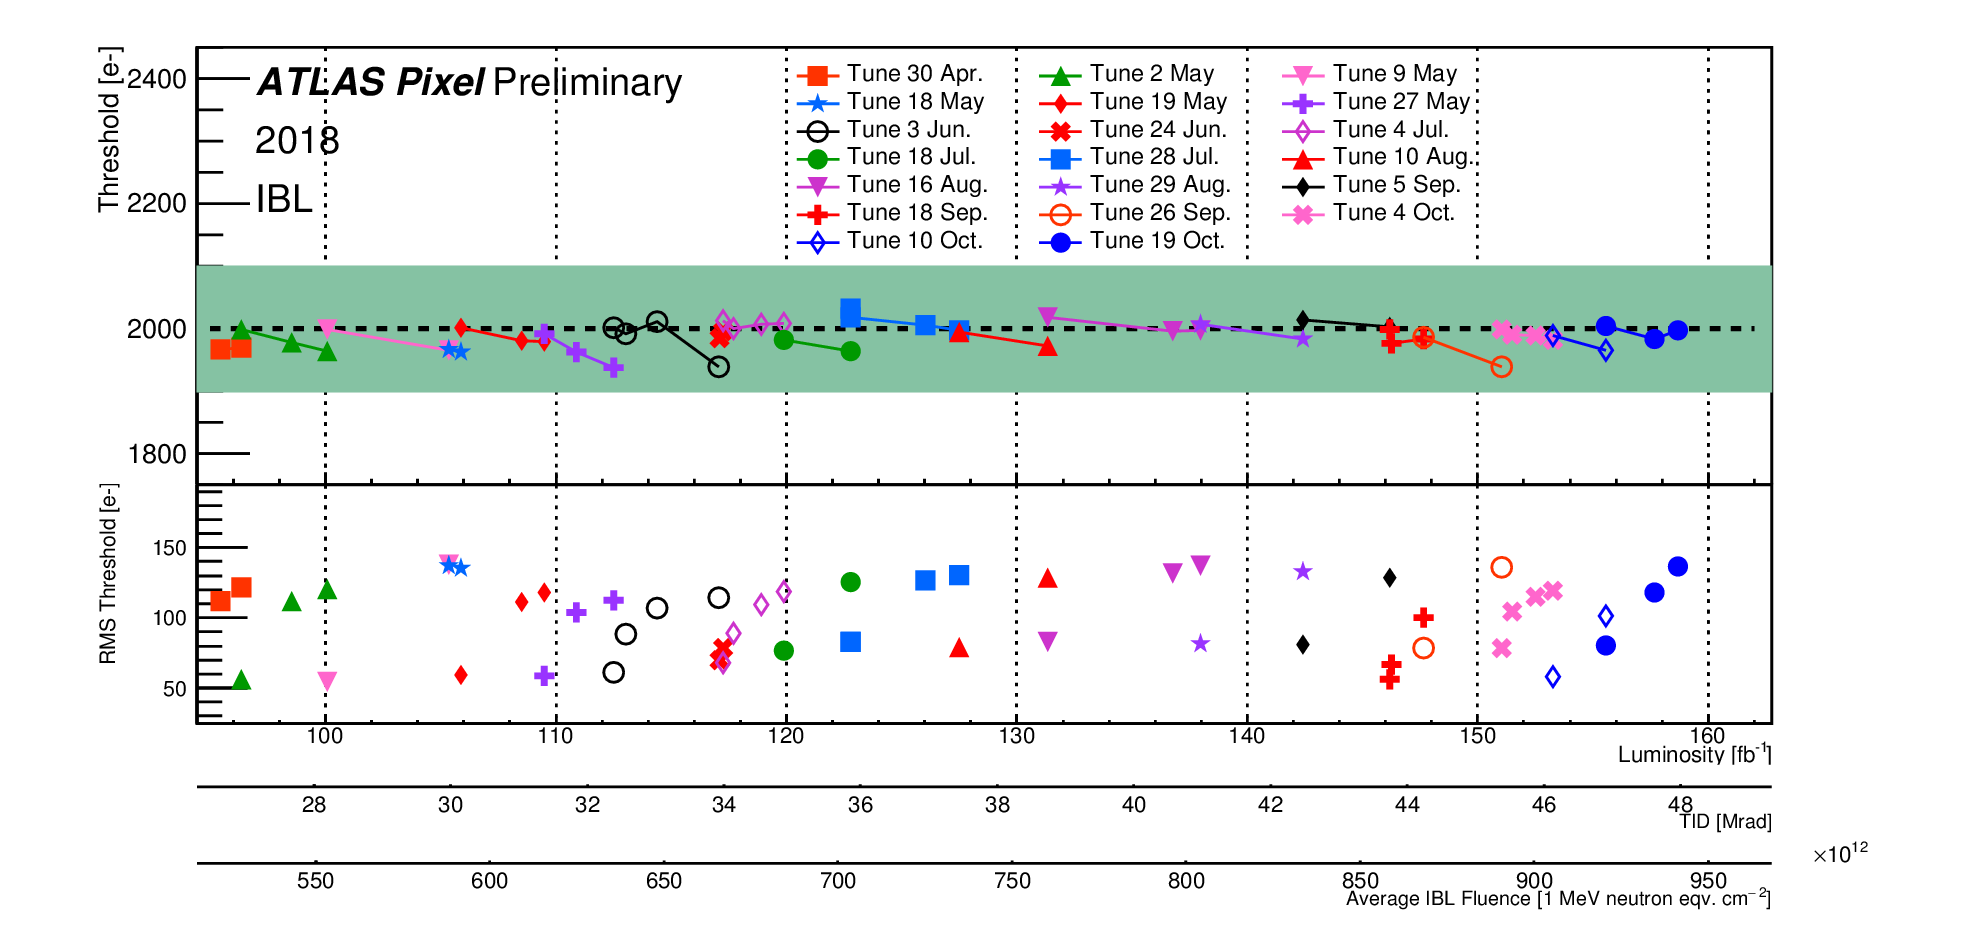 Threshold [e-]
2400
2200
2000
1800
ATLAS Pixel Preliminary
2018
IBL
Tune 30 Apr. Tune 2 May Tune 9 May
Tune 18 May Tune 19 May Tune 27 May
Tune 3 Jun. Tune 24 Jun. Tune 4 Jul.
Tune 18 Jul. Tune 28 Jul. Tune 10 Aug.
Tune 16 Aug. Tune 29 Aug. Tune 5 Sep.
Tune 18 Sep. Tune 26 Sep. Tune 4 Oct.
Tune 10 Oct. Tune 19 Oct.
RMS Threshold [e-]
150
100
50
100 110 120 130 140 150 160
Luminosity [fb⁻¹]
28 30 32 34 36 38 40 42 44 46 48
TID [Mrad]
×10¹²
550 600 650 700 750 800 850 900 950
Average IBL Fluence [1 MeV neutron eqv. cm⁻²]